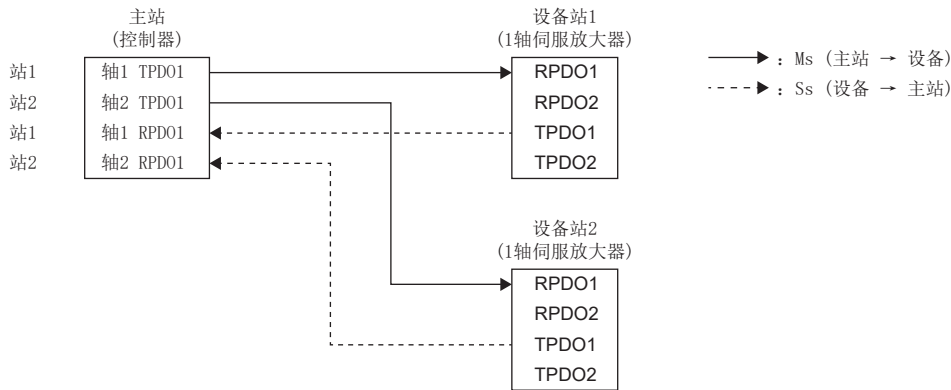 主站
(控制器)
站1 轴1 TPDO1
站2 轴2 TPDO1
站1 轴1 RPDO1
站2 轴2 RPDO1
设备站1
(1轴伺服放大器)
RPDO1
RPDO2
TPDO1
TPDO2
设备站2
(1轴伺服放大器)
RPDO1
RPDO2
TPDO1
TPDO2
: Ms (主站 → 设备)
: Ss (设备 → 主站)